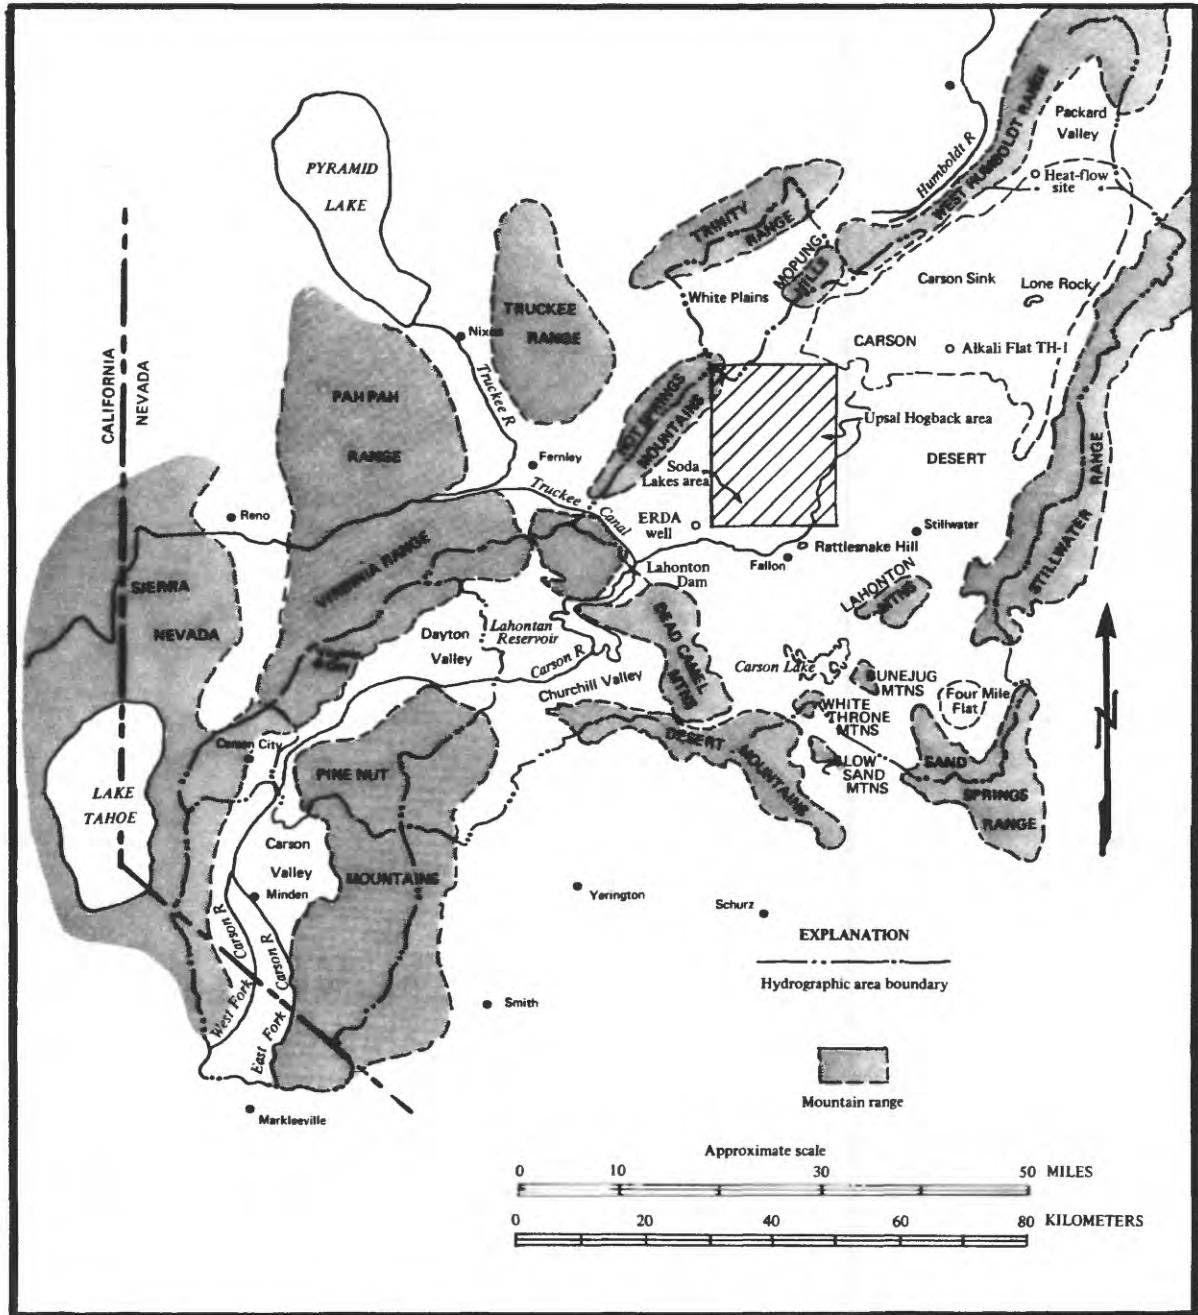 PYRAMID
LAKE
TRINITY
RANGE
Humboldt R
WEST HUMBOLDT RANGE
Packard
Valley
Heat-flow
site
MOPUNG
HILLS
White Plains
Carson Sink
Lone Rock
CALIFORNIA
NEVADA
Nixon
TRUCKEE
RANGE
Truckee R
CARSON
Alkali Flat TH-1
PAH PAH
RANGE
HOT SPRINGS
MOUNTAINS
Upsal Hogback area
DESERT
Fernley
Soda
Lakes area
Truckee
Canal
Reno
ERDA
well
Stillwater
Rattlesnake Hill
Fallon
STILLWATER
RANGE
VIRGINIA RANGE
Lahonton
Dam
LAHONTON
MTNS
SIERRA
NEVADA
Dayton
Valley
Lahontan
Reservoir
Carson R
DEAD CAMEL
MTNS
Carson Lake
BUNEJUG
MTNS
Four Mile
Flat
Churchill Valley
WHITE
THRONE
MTNS
DESERT
MOUNTAINS
BLOW
SAND
MTNS
SAND
SPRINGS
RANGE
Carson City
PINE NUT
MOUNTAINS
LAKE
TAHOE
Carson
Valley
Minden
Yerington
Schurz
West Fork Carson R
East Fork Carson R
Smith
Markleeville
EXPLANATION
Hydrographic area boundary
Mountain range
Approximate scale
0 10 30 50 MILES
0 20 40 60 80 KILOMETERS